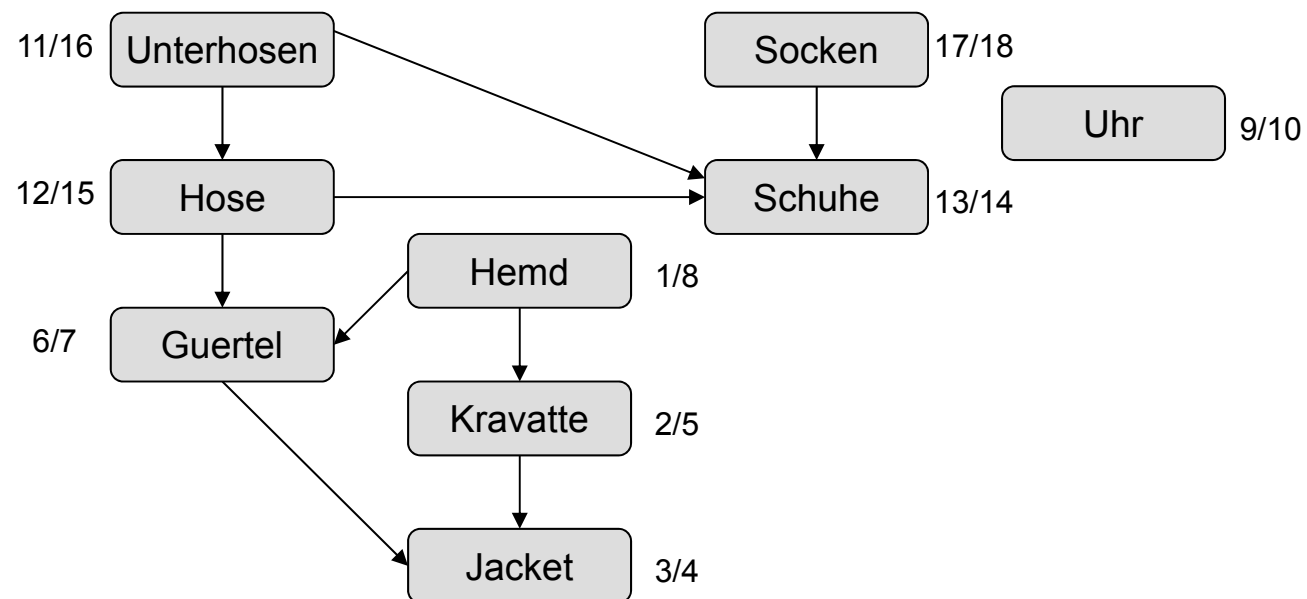 11/16 Unterhosen
Socken 17/18
Uhr 9/10
12/15 Hose
Schuhe 13/14
Hemd 1/8
6/7 Guertel
Kravatte 2/5
Jacket 3/4